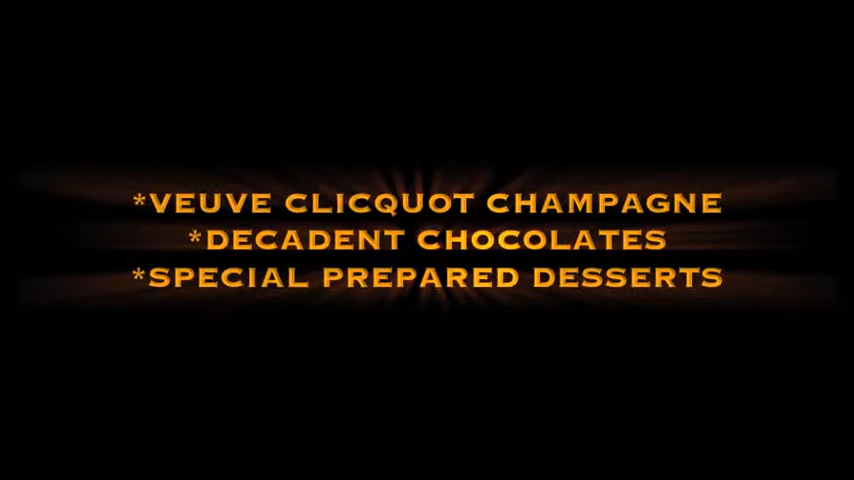 *VEUVE CLICQUOT CHAMPAGNE
*DECADENT CHOCOLATES
*SPECIAL PREPARED DESSERTS